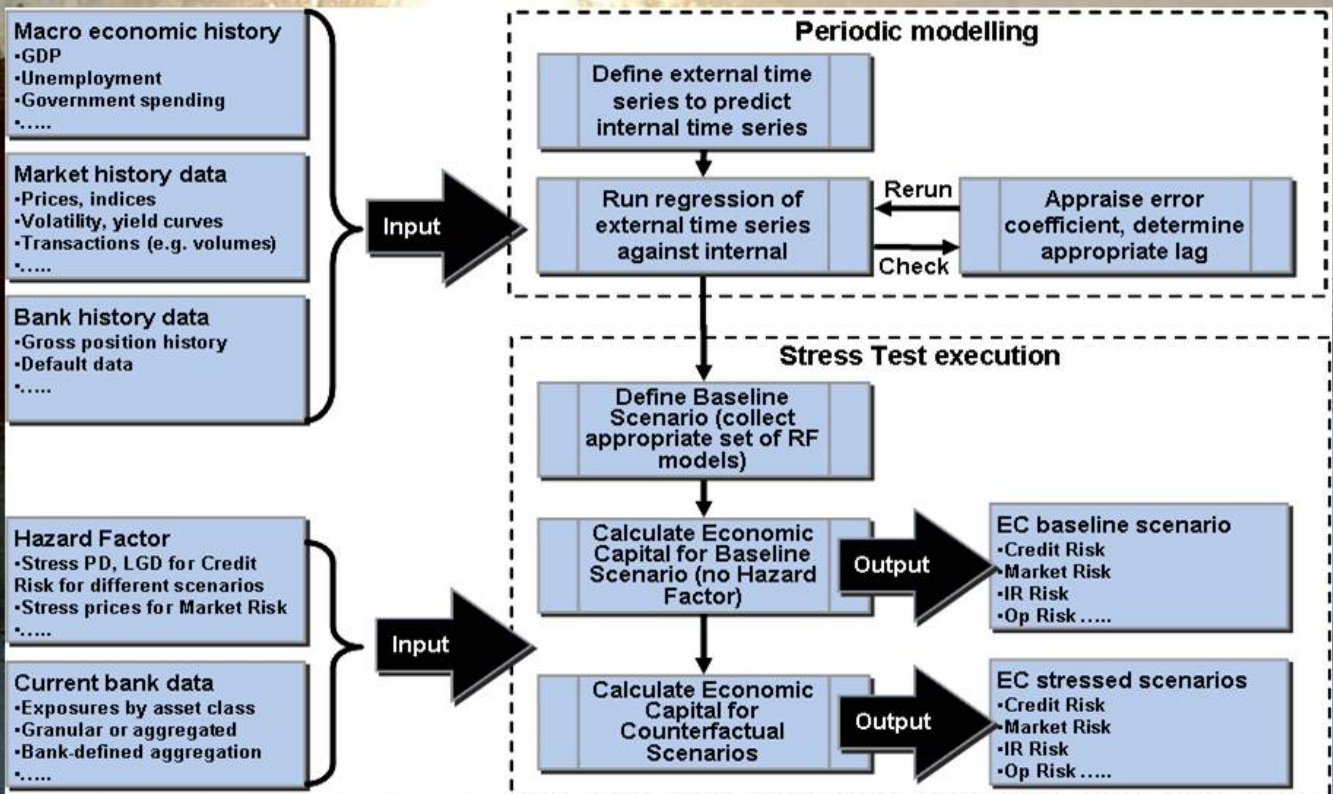 Macro economic history
•GDP
•Unemployment
•Government spending
•.....
Market history data
•Prices, indices
•Volatility, yield curves
•Transactions (e.g. volumes)
•.....
Bank history data
•Gross position history
•Default data
•.....
Input
Periodic modelling
Define external time
series to predict
internal time series
Run regression of
external time series
against internal
Rerun
Check
Appraise error
coefficient, determine
appropriate lag
Hazard Factor
•Stress PD, LGD for Credit
Risk for different scenarios
•Stress prices for Market Risk
•.....
Current bank data
•Exposures by asset class
•Granular or aggregated
•Bank-defined aggregation
•.....
Input
Stress Test execution
Define Baseline
Scenario (collect
appropriate set of RF
models)
Calculate Economic
Capital for Baseline
Scenario (no Hazard
Factor)
Output
EC baseline scenario
•Credit Risk
•Market Risk
•IR Risk
•Op Risk .....
Calculate Economic
Capital for
Counterfactual
Scenarios
Output
EC stressed scenarios
•Credit Risk
•Market Risk
•IR Risk
•Op Risk .....